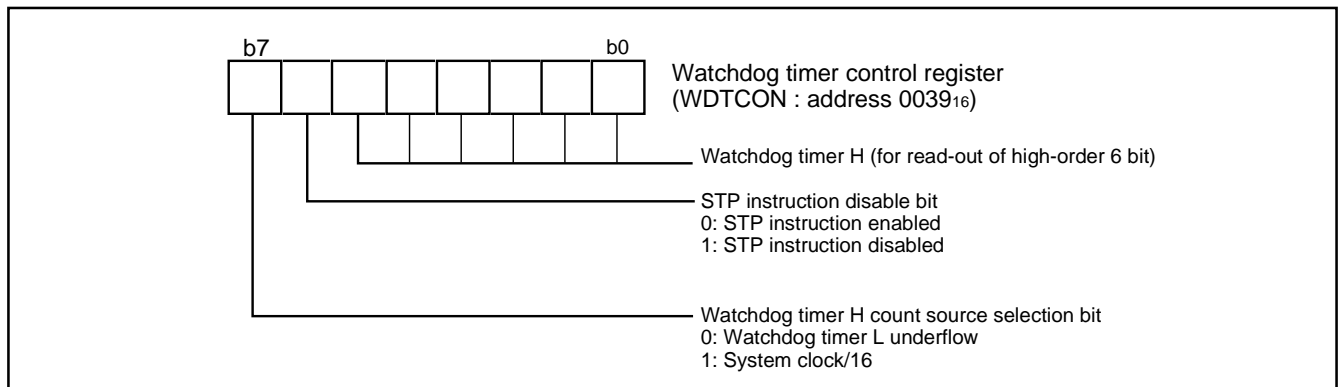 b7 b0
Watchdog timer control register
(WDTCON : address 0039₁₆)
Watchdog timer H (for read-out of high-order 6 bit)
STP instruction disable bit
0: STP instruction enabled
1: STP instruction disabled
Watchdog timer H count source selection bit
0: Watchdog timer L underflow
1: System clock/16